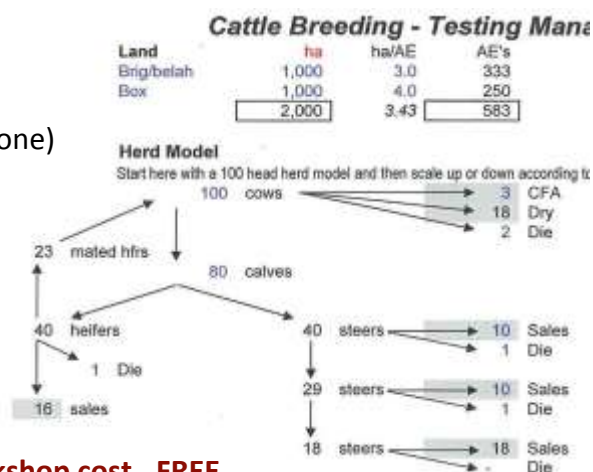 Cattle Breeding - Testing Mana
Land ha ha/AE AE's
Brig/belah 1,000 3.0 333
Box 1,000 4.0 250
2,000 3.43 583
one)
Herd Model
Start here with a 100 head herd model and then scale up or down according to
100 cows 3 CFA
18 Dry
2 Die
23 mated hfrs
80 calves
40 heifers 40 steers 10 Sales
1 Die
1 Die
29 steers 10 Sales
16 sales
1 Die
18 steers 18 Sales
- Die
kshop cost - FREE